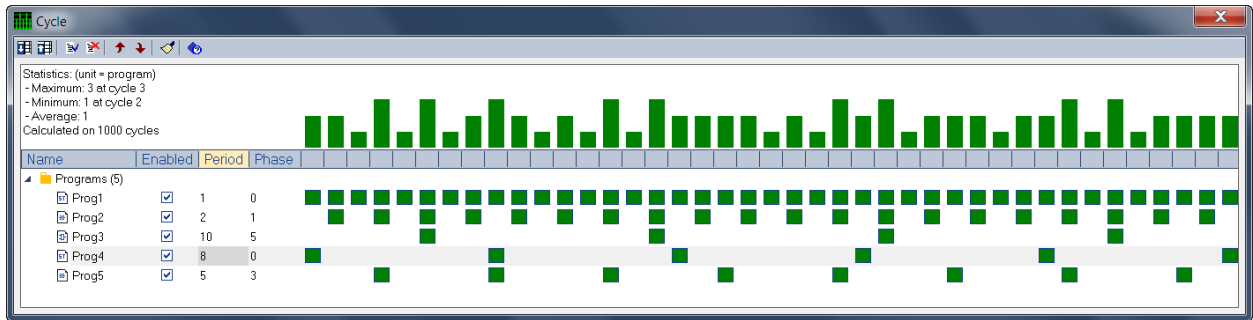 Cycle
Statistics: (unit = program)
- Maximum: 3 at cycle 3
- Minimum: 1 at cycle 2
- Average: 1
Calculated on 1000 cycles
Name Enabled Period Phase
Programs (5)
Prog1 1 0
Prog2 2 1
Prog3 10 5
Prog4 8 0
Prog5 5 3